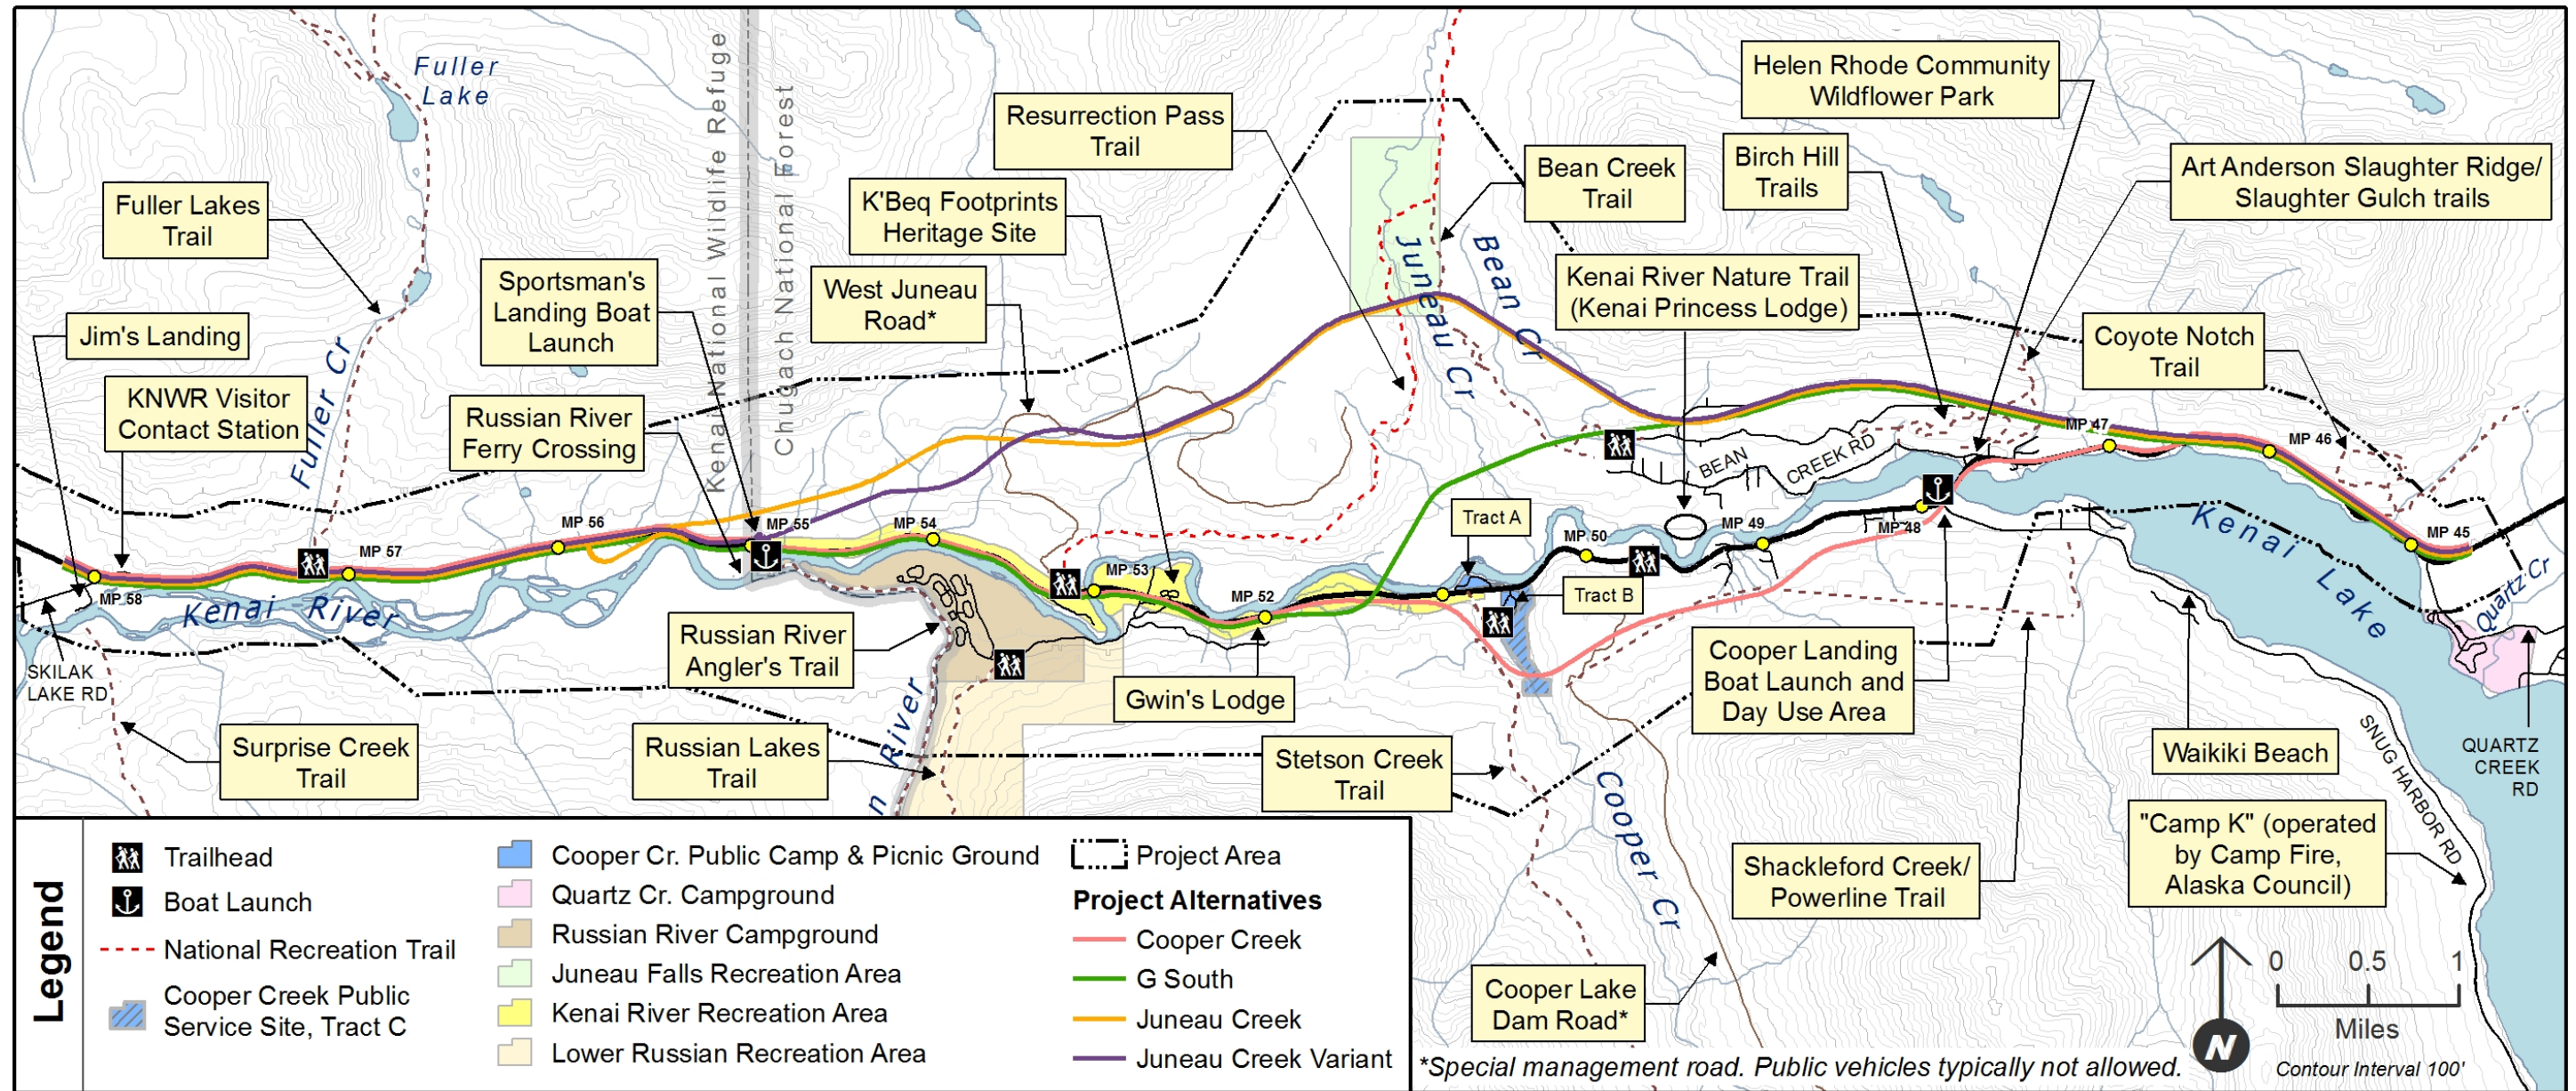 Fuller
Lake
Kenai National Wildlife Refuge
Chugach National Forest
Helen Rhode Community
Wildflower Park
Resurrection Pass
Trail
Bean Creek
Trail
Birch Hill
Trails
Art Anderson Slaughter Ridge/
Slaughter Gulch trails
Fuller Lakes
Trail
K'Beq Footprints
Heritage Site
Sportsman's
Landing Boat
Launch
West Juneau
Road*
Juneau Cr
Bean Cr
Kenai River Nature Trail
(Kenai Princess Lodge)
Jim's Landing
Coyote Notch
Trail
KNWR Visitor
Contact Station
Fuller Cr
Russian River
Ferry Crossing
BEAN
CREEK RD
MP 47
MP 46
MP 45
Tract A
MP 56
MP 55
MP 54
MP 50
MP 49
MP 48
MP 57
MP 53
MP 52
MP 58
Tract B
Kenai River
Kenai
Lake
Quartz Cr
SKILAK
LAKE RD
Russian River
Angler's Trail
Gwin's Lodge
Cooper Landing
Boat Launch and
Day Use Area
Surprise Creek
Trail
Russian Lakes
Trail
n River
Stetson Creek
Trail
Cooper Cr
Waikiki Beach
SNUG HARBOR RD
QUARTZ
CREEK
RD
Shackleford Creek/
Powerline Trail
"Camp K" (operated
by Camp Fire,
Alaska Council)
Cooper Lake
Dam Road*
Legend
Trailhead
Boat Launch
National Recreation Trail
Cooper Creek Public
Service Site, Tract C
Cooper Cr. Public Camp & Picnic Ground
Quartz Cr. Campground
Russian River Campground
Juneau Falls Recreation Area
Kenai River Recreation Area
Lower Russian Recreation Area
Project Area
Project Alternatives
Cooper Creek
G South
Juneau Creek
Juneau Creek Variant
*Special management road. Public vehicles typically not allowed.
N
0 0.5 1
Miles
Contour Interval 100'